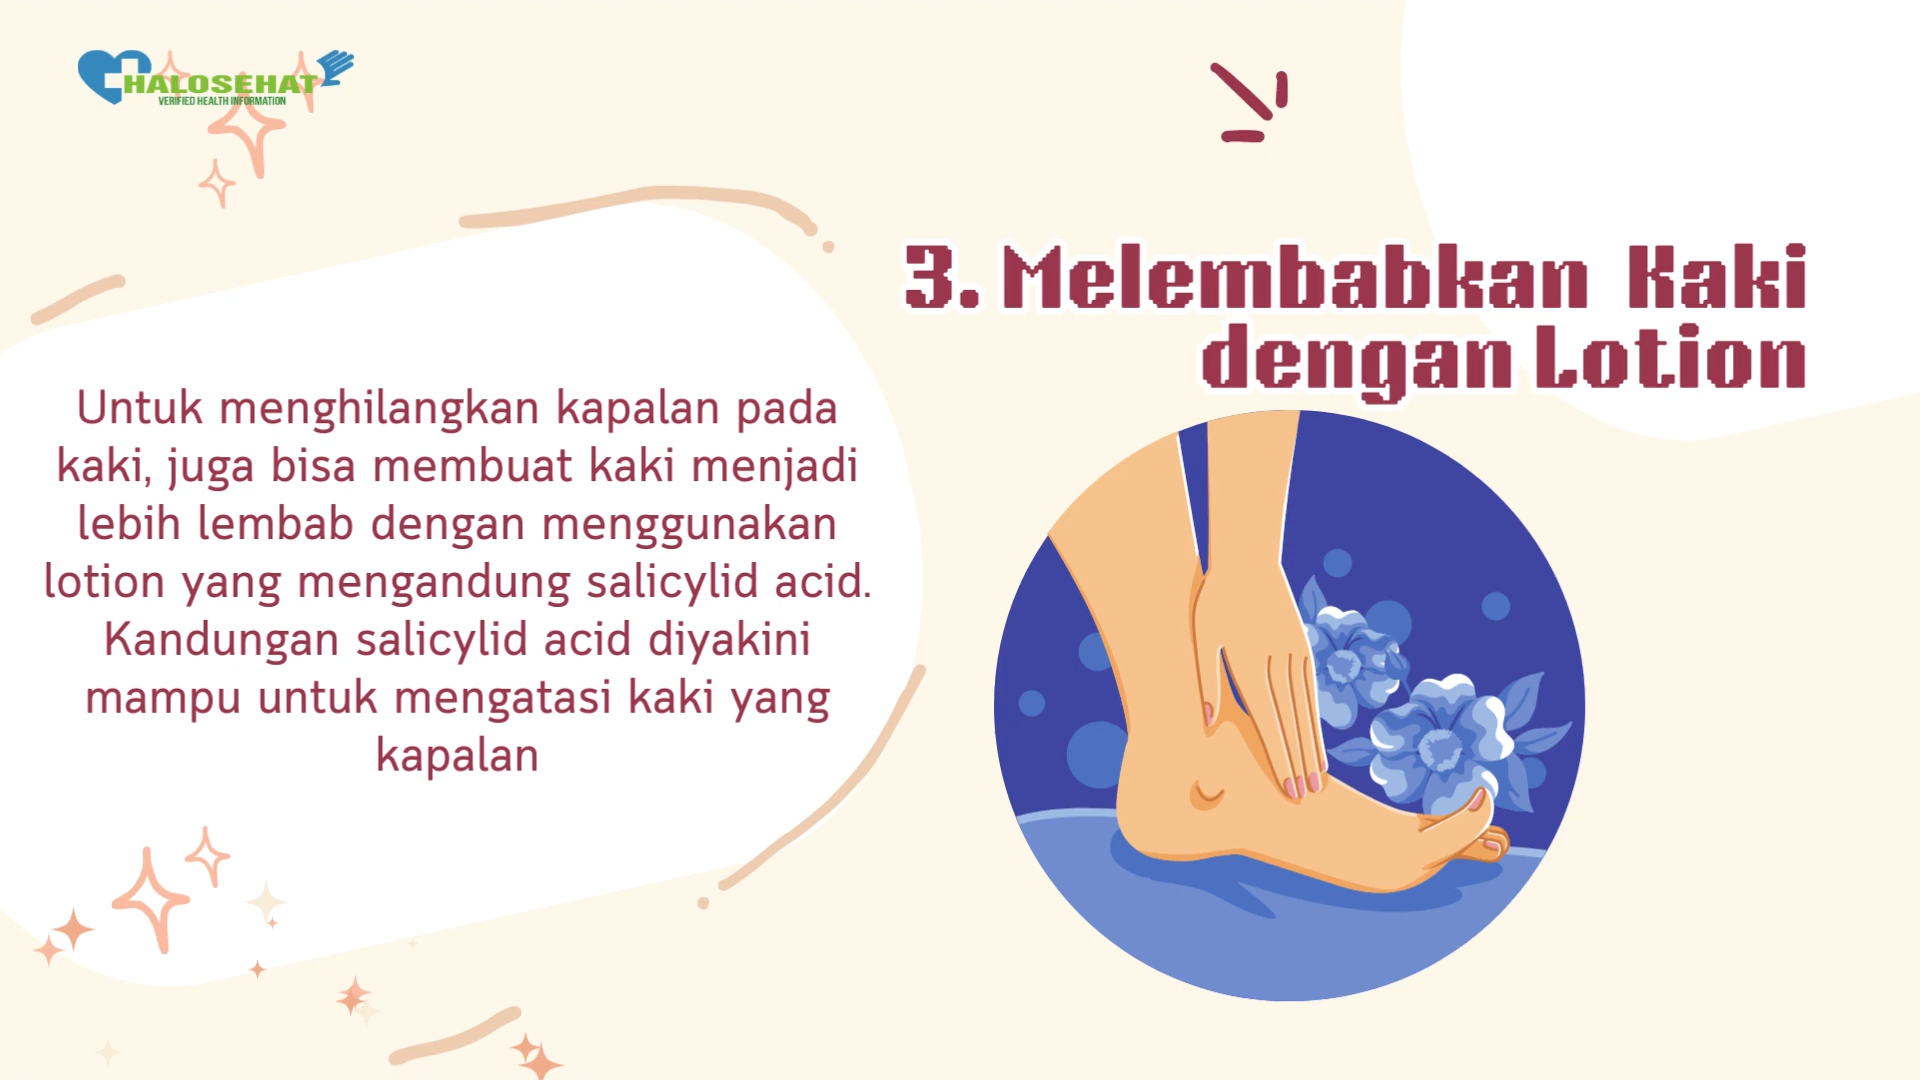 HALOSEHAT
VERIFIED HEALTH INFORMATION
3. Melembabkan Kaki
dengan Lotion
Untuk menghilangkan kapalan pada
kaki, juga bisa membuat kaki menjadi
lebih lembab dengan menggunakan
lotion yang mengandung salicylid acid.
Kandungan salicylid acid diyakini
mampu untuk mengatasi kaki yang
kapalan